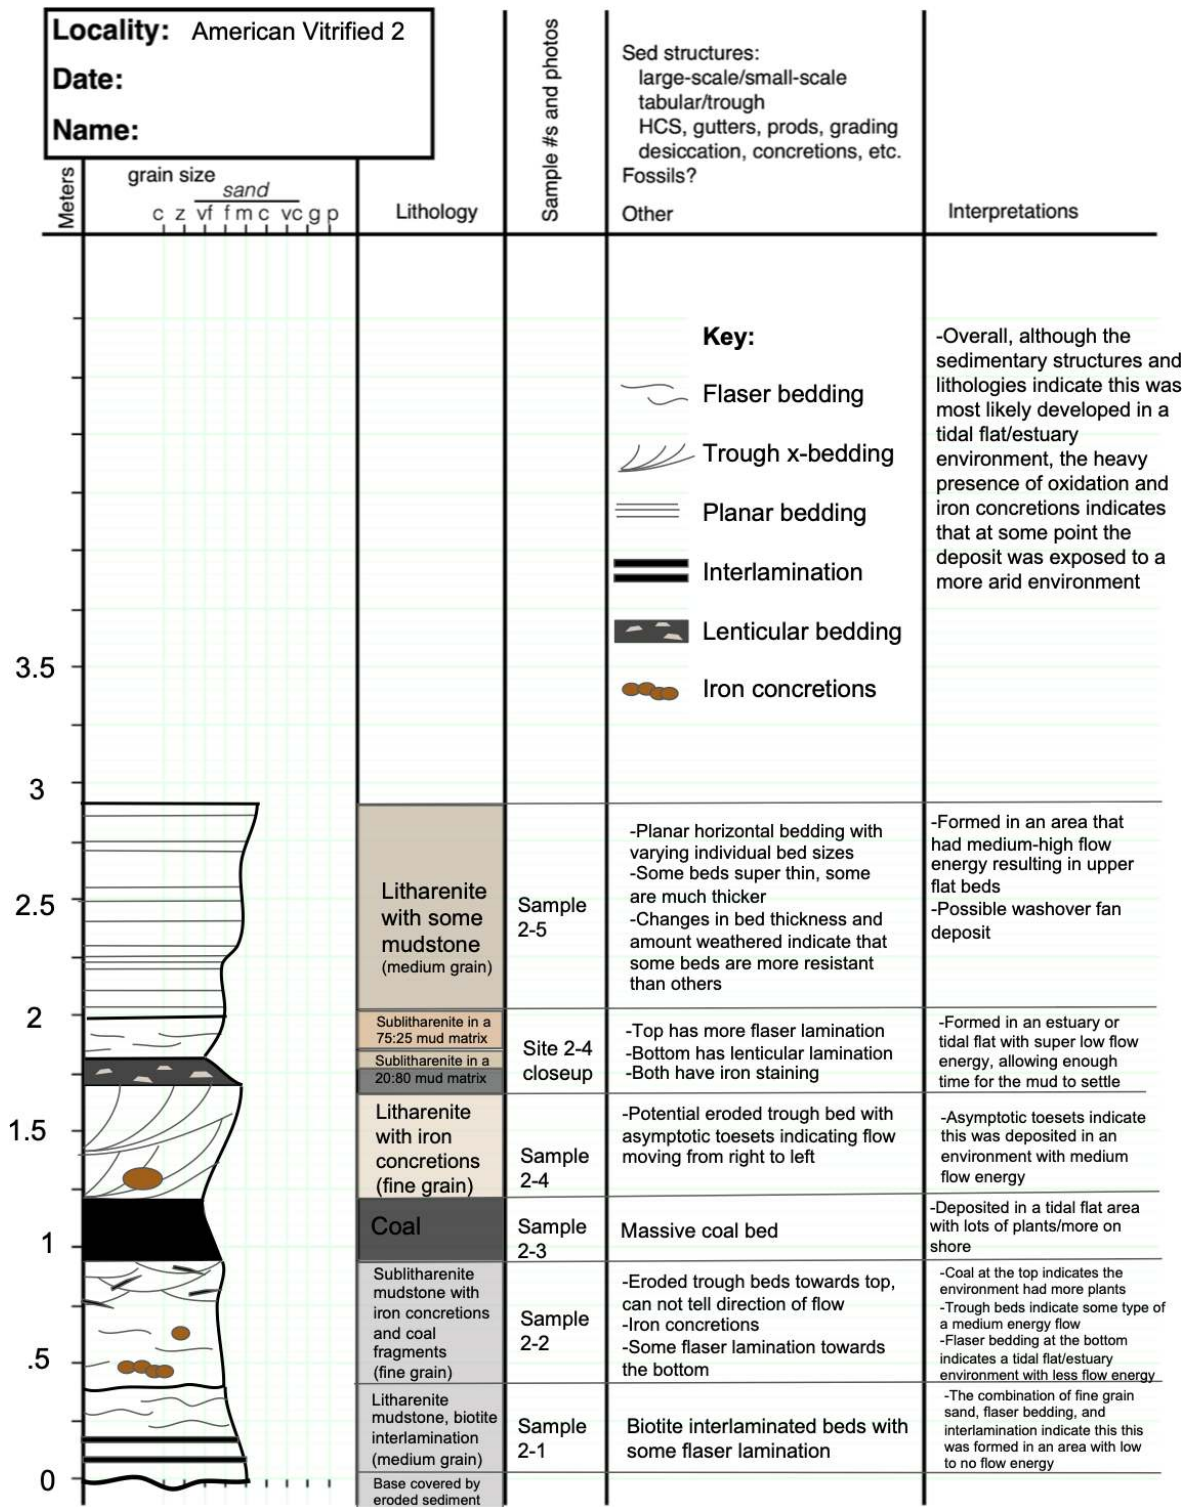 Locality: American Vitrified 2
Date:
Name:
Meters
grain size
sand
c z vf f m c vc g p
Lithology
Sample #s and photos
Sed structures:
large-scale/small-scale
tabular/trough
HCS, gutters, prods, grading
desiccation, concretions, etc.
Fossils?
Other
Interpretations
Key:
Flaser bedding
Trough x-bedding
Planar bedding
Interlamination
Lenticular bedding
Iron concretions
-Overall, although the
sedimentary structures and
lithologies indicate this was
most likely developed in a
tidal flat/estuary
environment, the heavy
presence of oxidation and
iron concretions indicates
that at some point the
deposit was exposed to a
more arid environment
3.5
3
2.5
2
1.5
1
.5
0
Litharenite
with some
mudstone
(medium grain)
Sample
2-5
-Planar horizontal bedding with
varying individual bed sizes
-Some beds super thin, some
are much thicker
-Changes in bed thickness and
amount weathered indicate that
some beds are more resistant
than others
-Formed in an area that
had medium-high flow
energy resulting in upper
flat beds
-Possible washover fan
deposit
Sublitharenite in a
75:25 mud matrix
Sublitharenite in a
20:80 mud matrix
Site 2-4
closeup
-Top has more flaser lamination
-Bottom has lenticular lamination
-Both have iron staining
-Formed in an estuary or
tidal flat with super low flow
energy, allowing enough
time for the mud to settle
Litharenite
with iron
concretions
(fine grain)
Sample
2-4
-Potential eroded trough bed with
asymptotic toesets indicating flow
moving from right to left
-Asymptotic toesets indicate
this was deposited in an
environment with medium
flow energy
Coal
Sample
2-3
Massive coal bed
-Deposited in a tidal flat area
with lots of plants/more on
shore
Sublitharenite
mudstone with
iron concretions
and coal
fragments
(fine grain)
Sample
2-2
-Eroded trough beds towards top,
can not tell direction of flow
-Iron concretions
-Some flaser lamination towards
the bottom
-Coal at the top indicates the
environment had more plants
-Trough beds indicate some type of
a medium energy flow
-Flaser bedding at the bottom
indicates a tidal flat/estuary
environment with less flow energy
Litharenite
mudstone, biotite
interlamination
(medium grain)
Sample
2-1
Biotite interlaminated beds with
some flaser lamination
-The combination of fine grain
sand, flaser bedding, and
interlamination indicate this this
was formed in an area with low
to no flow energy
Base covered by
eroded sediment